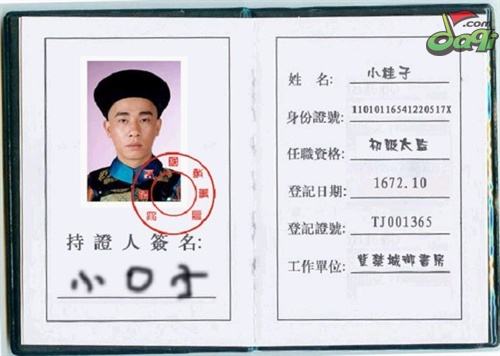 daqi.com
持證人簽名:
小口子
姓 名: 小桂子
身份證號: 11010116541220517X
任職資格: 初級太監
登記日期: 1672.10
登記證號: TJ001365
工作單位: 紫禁城御書房